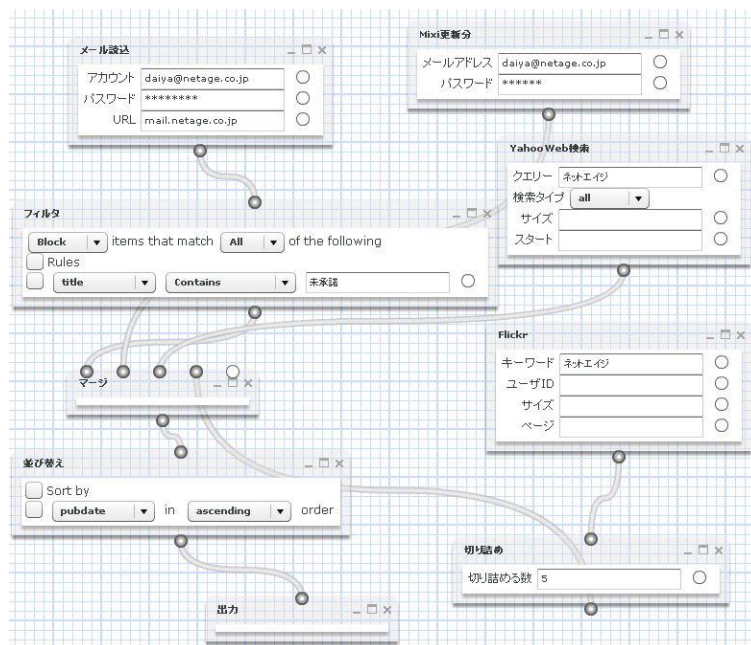 メール読込
アカウント daiya@netage.co.jp
パスワード ********
URL mail.netage.co.jp
Mixi更新分
メールアドレス daiya@netage.co.jp
パスワード ******
Yahoo Web検索
クエリー ネットエイジ
検索タイプ all
サイズ
スタート
フィルタ
Block items that match All of the following
Rules
title Contains 未承諾
Flickr
キーワード ネットエイジ
ユーザID
サイズ
ページ
マージ
並び替え
Sort by
pubdate in ascending order
切り詰め
切り詰める数 5
出力